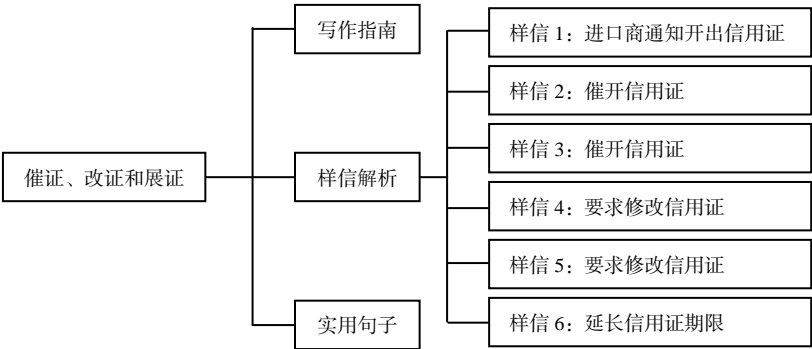 催证、改证和展证
写作指南
样信解析
实用句子
样信 1：进口商通知开出信用证
样信 2：催开信用证
样信 3：催开信用证
样信 4：要求修改信用证
样信 5：要求修改信用证
样信 6：延长信用证期限